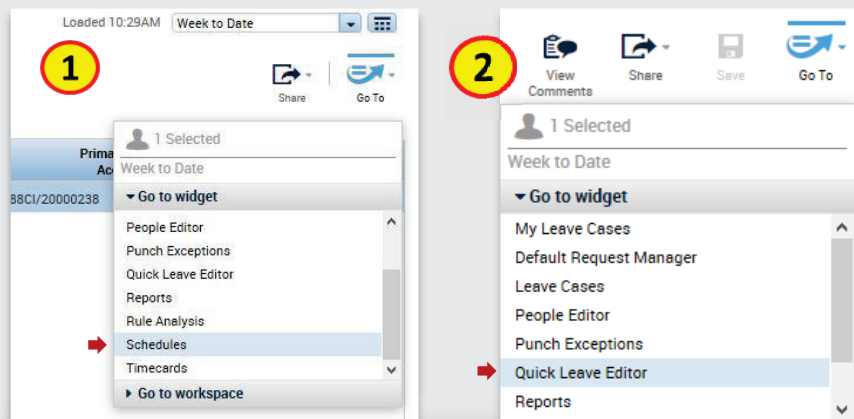 Loaded 10:29AM Week to Date
1
Share
Go To
1 Selected
Week to Date
Prima
Ac
88CI/20000238
Go to widget
People Editor
Punch Exceptions
Quick Leave Editor
Reports
Rule Analysis
Schedules
Timecards
Go to workspace
2
View
Comments
Share
Save
Go To
1 Selected
Week to Date
Go to widget
My Leave Cases
Default Request Manager
Leave Cases
People Editor
Punch Exceptions
Quick Leave Editor
Reports